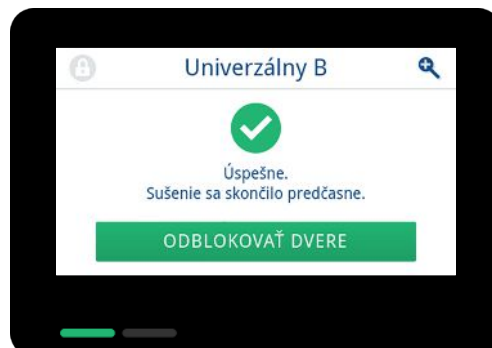 Univerzálny B
Úspešne.
Sušenie sa skončilo predčasne.
ODBLOKOVAŤ DVERE